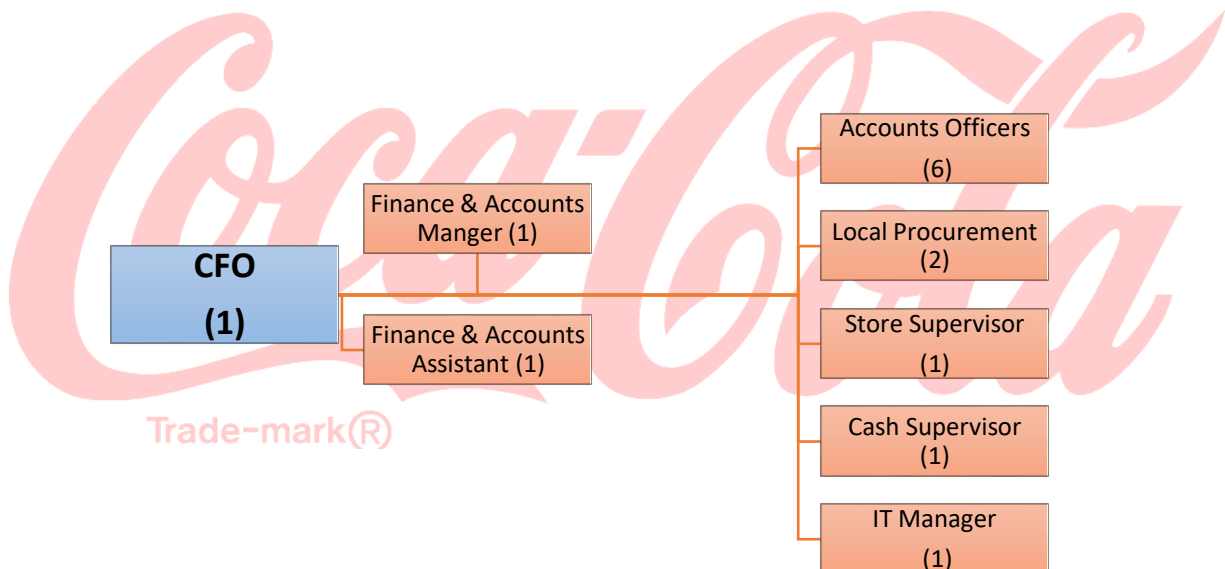 Coca-Cola
Trade-mark®
CFO
(1)
Finance & Accounts
Manger (1)
Finance & Accounts
Assistant (1)
Accounts Officers
(6)
Local Procurement
(2)
Store Supervisor
(1)
Cash Supervisor
(1)
IT Manager
(1)